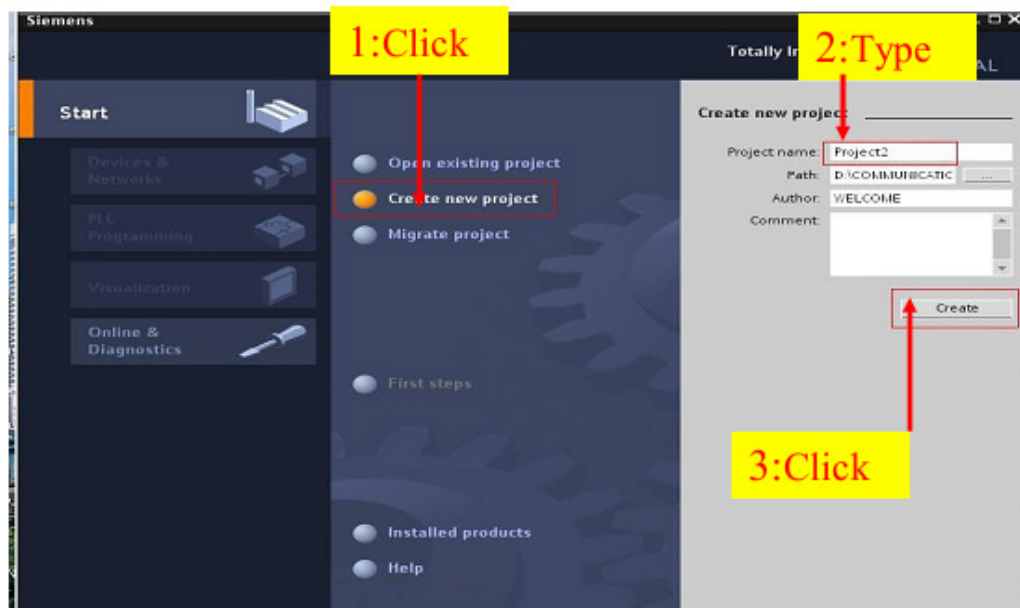 Siemens
1:Click
Totally In
2:Type
AL
Start
Devices &
Networks
PLC
Programming
Visualization
Online &
Diagnostics
Open existing project
Create new project
Migrate project
First steps
Installed products
Help
Create new project
Project name: Project2
Path: D:\COMMUNICATIC ...
Author: WELCOME
Comment:
Create
3:Click